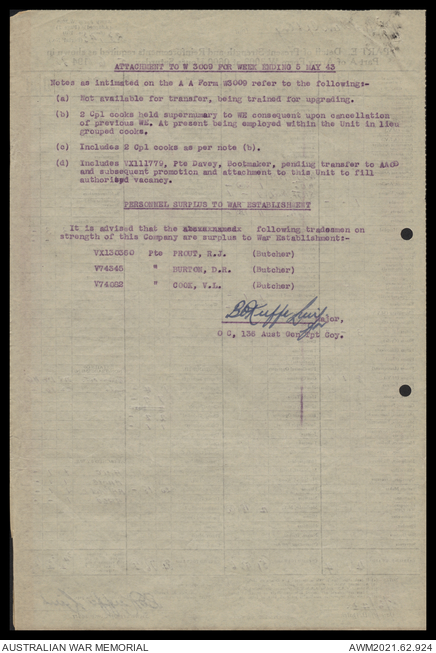 ATTACHMENT TO W 3009 FOR WEEK ENDING 5 MAY 43
Notes as intimated on the A A Form W3009 refer to the following:-
(a) Not available for transfer, being trained for upgrading.
(b) 2 Cpl cooks held supernumary to WE consequent upon cancellation
of previous WE. At present being employed within the Unit in lieu
grouped cooks.
(c) Includes 2 Cpl cooks as per note (b).
(d) Includes VX111779, Pte Davey, Bootmaker, pending transfer to AAOC
and subsequent promotion and attachment to this Unit to fill
authorised vacancy.
PERSONNEL SURPLUS TO WAR ESTABLISHMENT
It is advised that the following tradesmen on
strength of this Company are surplus to War Establishment:-
VX130350 Pte PROUT, R.J. (Butcher)
V74345 " BURTON, D.H. (Butcher)
V74682 " COOK, V.L. (Butcher)
Major,
O C, 136 Aust Gen Tpt Coy.
AUSTRALIAN WAR MEMORIAL
AWM2021.62.924